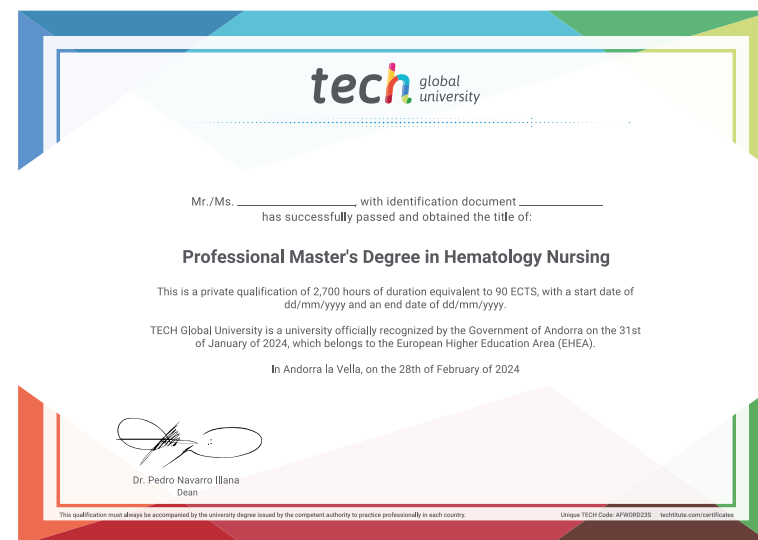 tech global
university
Mr./Ms. ____________, with identification document ____________
has successfully passed and obtained the title of:
Professional Master's Degree in Hematology Nursing
This is a private qualification of 2,700 hours of duration equivalent to 90 ECTS, with a start date of
dd/mm/yyyy and an end date of dd/mm/yyyy.
TECH Global University is a university officially recognized by the Government of Andorra on the 31st
of January of 2024, which belongs to the European Higher Education Area (EHEA).
In Andorra la Vella, on the 28th of February of 2024
Dr. Pedro Navarro Illana
Dean
This qualification must always be accompanied by the university degree issued by the competent authority to practice professionally in each country.
Unique TECH Code: AFWORD23S techtitute.com/certificates